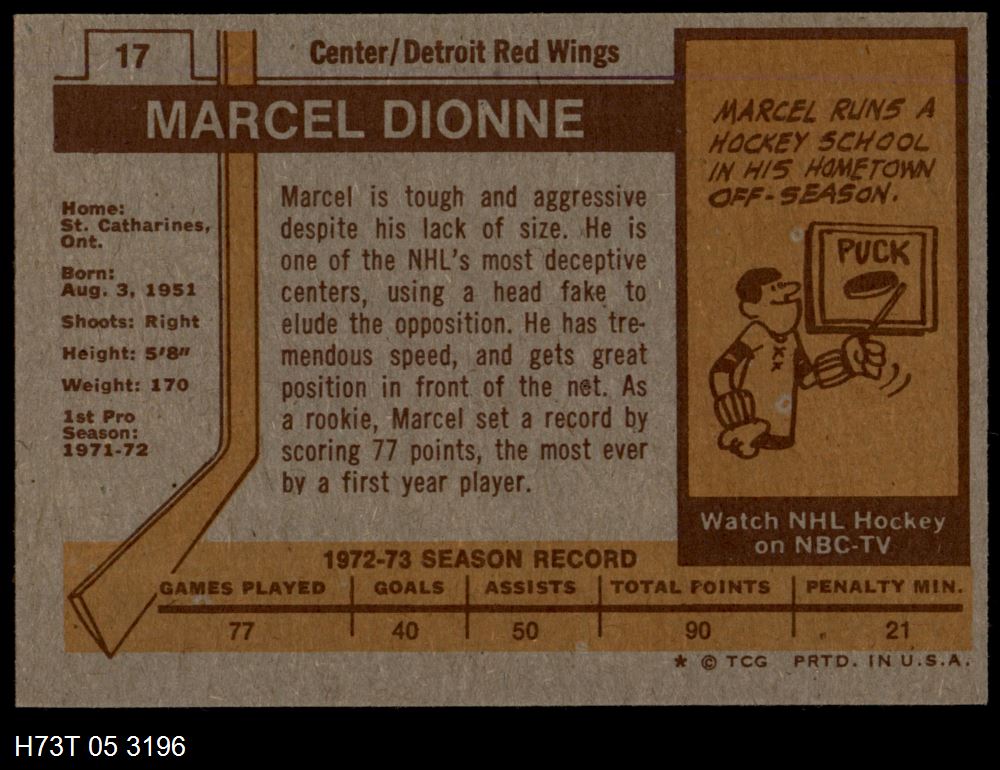 17
Center/Detroit Red Wings
MARCEL DIONNE
Home:
St. Catharines,
Ont.
Born:
Aug. 3, 1951
Shoots: Right
Height: 5'8"
Weight: 170
1st Pro
Season:
1971-72
Marcel is tough and aggressive
despite his lack of size. He is
one of the NHL's most deceptive
centers, using a head fake to
elude the opposition. He has tre-
mendous speed, and gets great
position in front of the net. As
a rookie, Marcel set a record by
scoring 77 points, the most ever
by a first year player.
MARCEL RUNS A
HOCKEY SCHOOL
IN HIS HOMETOWN
OFF-SEASON.
PUCK
Watch NHL Hockey
on NBC-TV
1972-73 SEASON RECORD
GAMES PLAYED GOALS ASSISTS TOTAL POINTS PENALTY MIN.
77 40 50 90 21
* © TCG PRTD. IN U.S.A.
H73T 05 3196